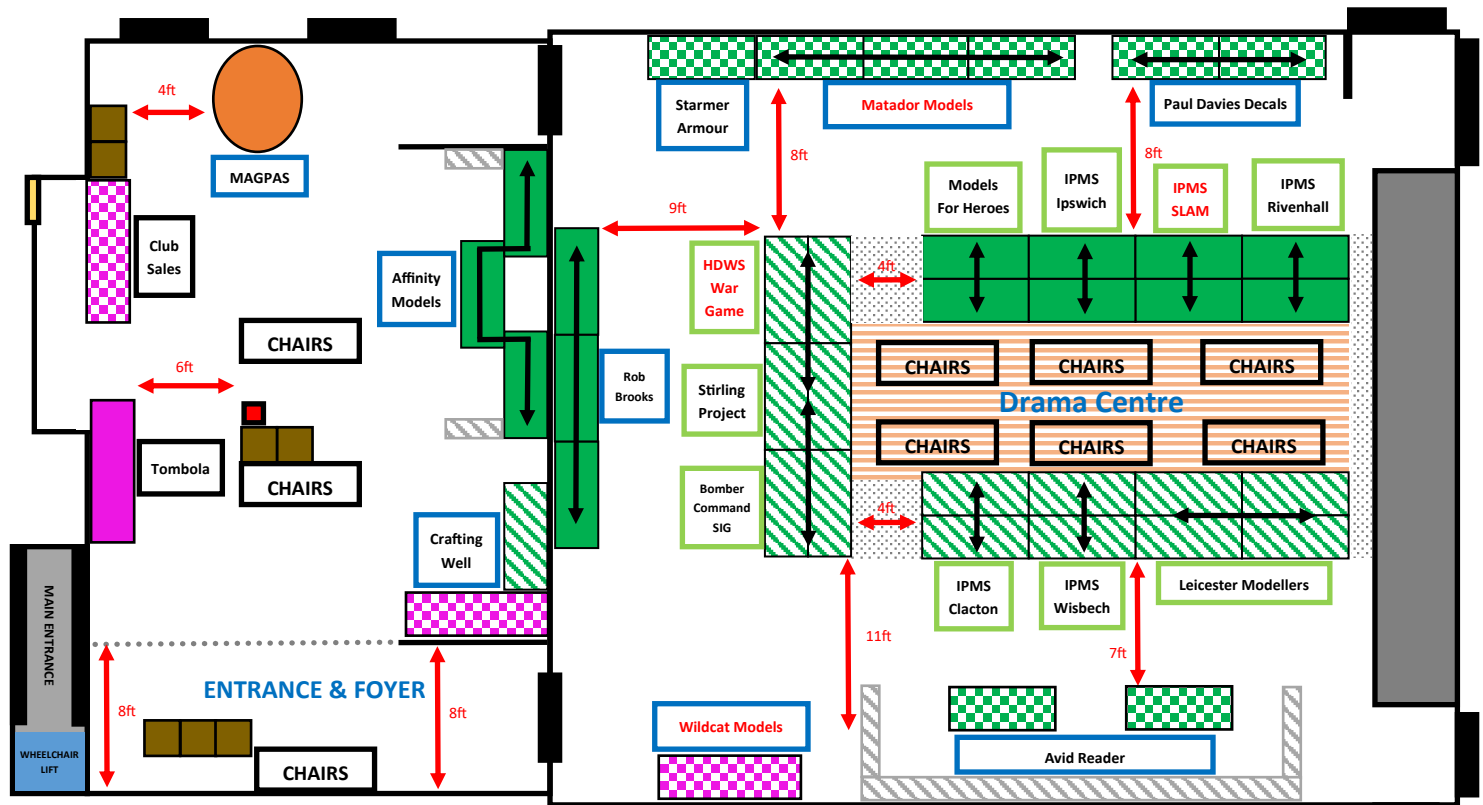 4ft
MAGPAS
Club
Sales
CHAIRS
6ft
Tombola
CHAIRS
Affinity
Models
Crafting
Well
MAIN ENTRANCE
WHEELCHAIR
LIFT
8ft
ENTRANCE & FOYER
8ft
CHAIRS
Starmer
Armour
Matador Models
Paul Davies Decals
8ft
8ft
9ft
Models
For Heroes
IPMS
Ipswich
IPMS
SLAM
IPMS
Rivenhall
HDWS
War
Game
4ft
Rob
Brooks
Stirling
Project
CHAIRS
CHAIRS
CHAIRS
Drama Centre
CHAIRS
CHAIRS
CHAIRS
Bomber
Command
SIG
4ft
IPMS
Clacton
IPMS
Wisbech
Leicester Modellers
11ft
7ft
Wildcat Models
Avid Reader